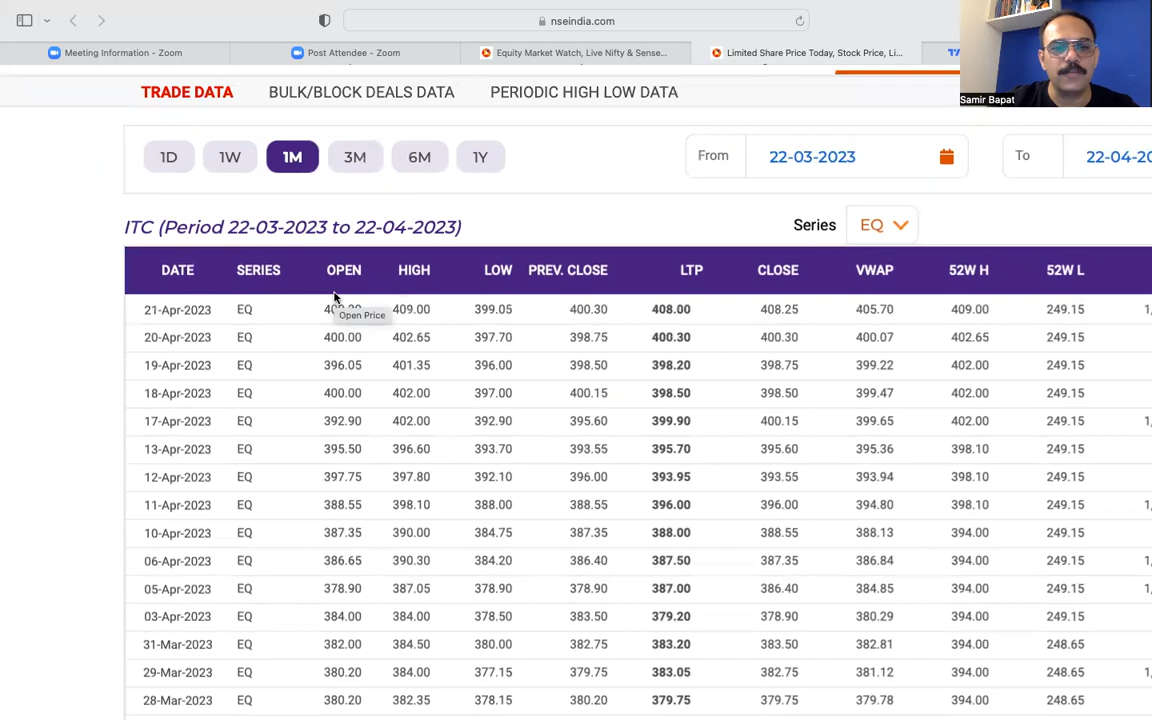 nseindia.com
Meeting Information - Zoom
Post Attendee - Zoom
Equity Market Watch, Live Nifty & Sense...
Limited Share Price Today, Stock Price, Li...
Samir Bapat
TRADE DATA BULK/BLOCK DEALS DATA PERIODIC HIGH LOW DATA
1D 1W 1M 3M 6M 1Y From 22-03-2023 To 22-04-20
ITC (Period 22-03-2023 to 22-04-2023) Series EQ
DATE SERIES OPEN HIGH LOW PREV. CLOSE LTP CLOSE VWAP 52W H 52W L
21-Apr-2023 EQ 409.00 399.05 400.30 408.00 408.25 405.70 409.00 249.15 1,
Open Price
20-Apr-2023 EQ 400.00 402.65 397.70 398.75 400.30 400.30 400.07 402.65 249.15
19-Apr-2023 EQ 396.05 401.35 396.00 398.50 398.20 398.75 399.22 402.00 249.15
18-Apr-2023 EQ 400.00 402.00 397.00 400.15 398.50 398.50 399.47 402.00 249.15
17-Apr-2023 EQ 392.90 402.00 392.90 395.60 399.90 400.15 399.65 402.00 249.15 1,
13-Apr-2023 EQ 395.50 396.60 393.70 393.55 395.70 395.60 395.36 398.10 249.15
12-Apr-2023 EQ 397.75 397.80 392.10 396.00 393.95 393.55 393.94 398.10 249.15
11-Apr-2023 EQ 388.55 398.10 388.00 388.55 396.00 396.00 394.80 398.10 249.15 1,
10-Apr-2023 EQ 387.35 390.00 384.75 387.35 388.00 388.55 388.13 394.00 249.15
06-Apr-2023 EQ 386.65 390.30 384.20 386.40 387.50 387.35 386.84 394.00 249.15 1,
05-Apr-2023 EQ 378.90 387.05 378.90 378.90 387.00 386.40 384.85 394.00 249.15 1,
03-Apr-2023 EQ 384.00 384.00 378.50 383.50 379.20 378.90 380.29 394.00 249.15
31-Mar-2023 EQ 382.00 384.50 380.00 382.75 383.20 383.50 382.81 394.00 248.65
29-Mar-2023 EQ 380.20 384.00 377.15 379.75 383.05 382.75 381.12 394.00 248.65 1,
28-Mar-2023 EQ 380.20 382.35 378.15 380.20 379.75 379.75 379.78 394.00 248.65